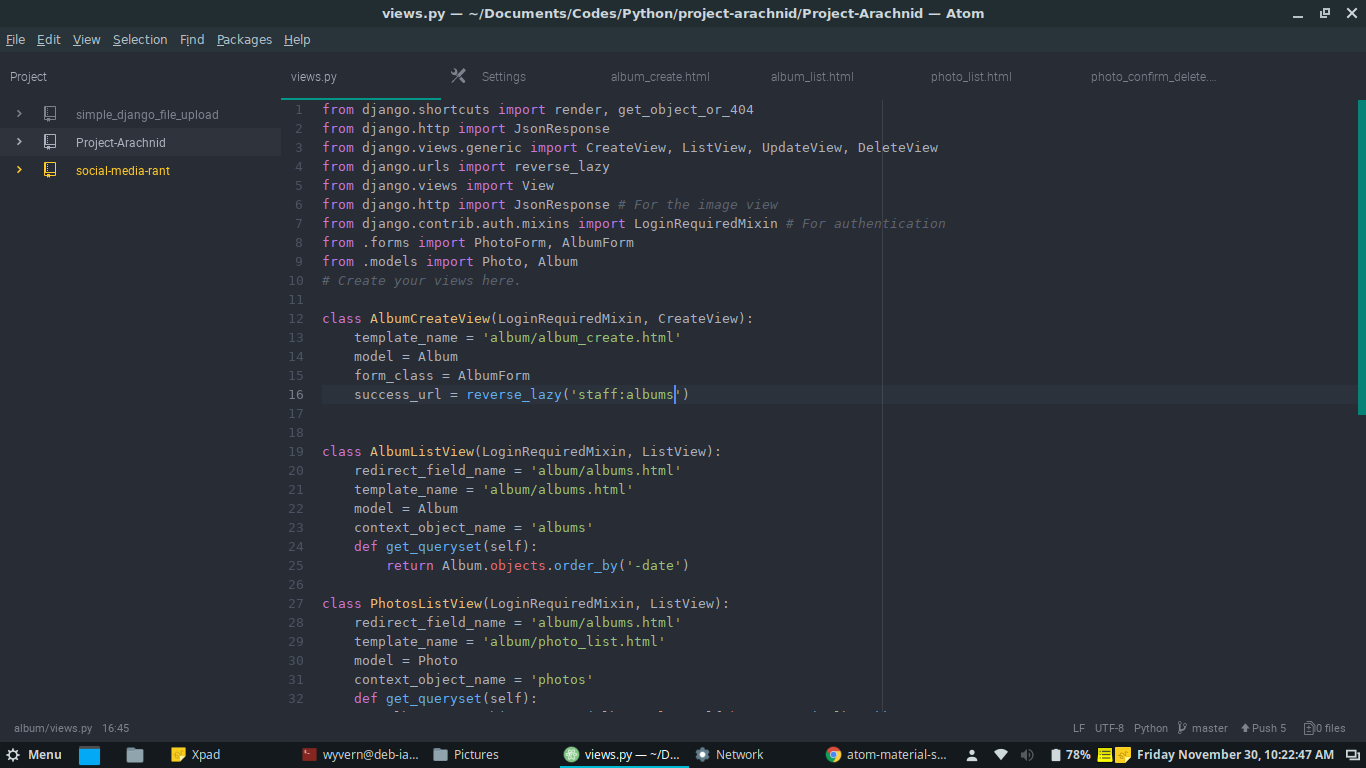 views.py — ~/Documents/Codes/Python/project-arachnid/Project-Arachnid — Atom
File Edit View Selection Find Packages Help
Project
views.py Settings album_create.html album_list.html photo_list.html photo_confirm_delete...
simple_django_file_upload
Project-Arachnid
social-media-rant
1 from django.shortcuts import render, get_object_or_404
2 from django.http import JsonResponse
3 from django.views.generic import CreateView, ListView, UpdateView, DeleteView
4 from django.urls import reverse_lazy
5 from django.views import View
6 from django.http import JsonResponse # For the image view
7 from django.contrib.auth.mixins import LoginRequiredMixin # For authentication
8 from .forms import PhotoForm, AlbumForm
9 from .models import Photo, Album
10 # Create your views here.
11
12 class AlbumCreateView(LoginRequiredMixin, CreateView):
13 template_name = 'album/album_create.html'
14 model = Album
15 form_class = AlbumForm
16 success_url = reverse_lazy('staff:albums')
17
18
19 class AlbumListView(LoginRequiredMixin, ListView):
20 redirect_field_name = 'album/albums.html'
21 template_name = 'album/albums.html'
22 model = Album
23 context_object_name = 'albums'
24 def get_queryset(self):
25 return Album.objects.order_by('-date')
26
27 class PhotosListView(LoginRequiredMixin, ListView):
28 redirect_field_name = 'album/albums.html'
29 template_name = 'album/photo_list.html'
30 model = Photo
31 context_object_name = 'photos'
32 def get_queryset(self):
album/views.py 16:45 LF UTF-8 Python master Push 5 0 files
Menu Xpad wyvern@deb-ia... Pictures views.py — ~/D... Network atom-material-s... 78% Friday November 30, 10:22:47 AM